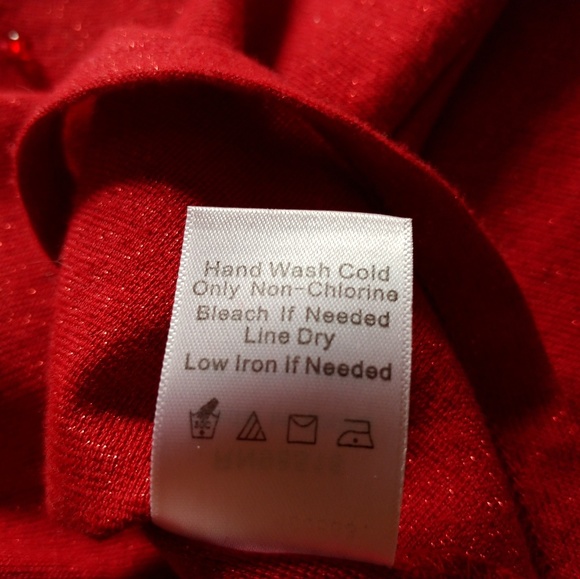 Hand Wash Cold
Only Non-Chlorine
Bleach If Needed
Line Dry
Low Iron If Needed